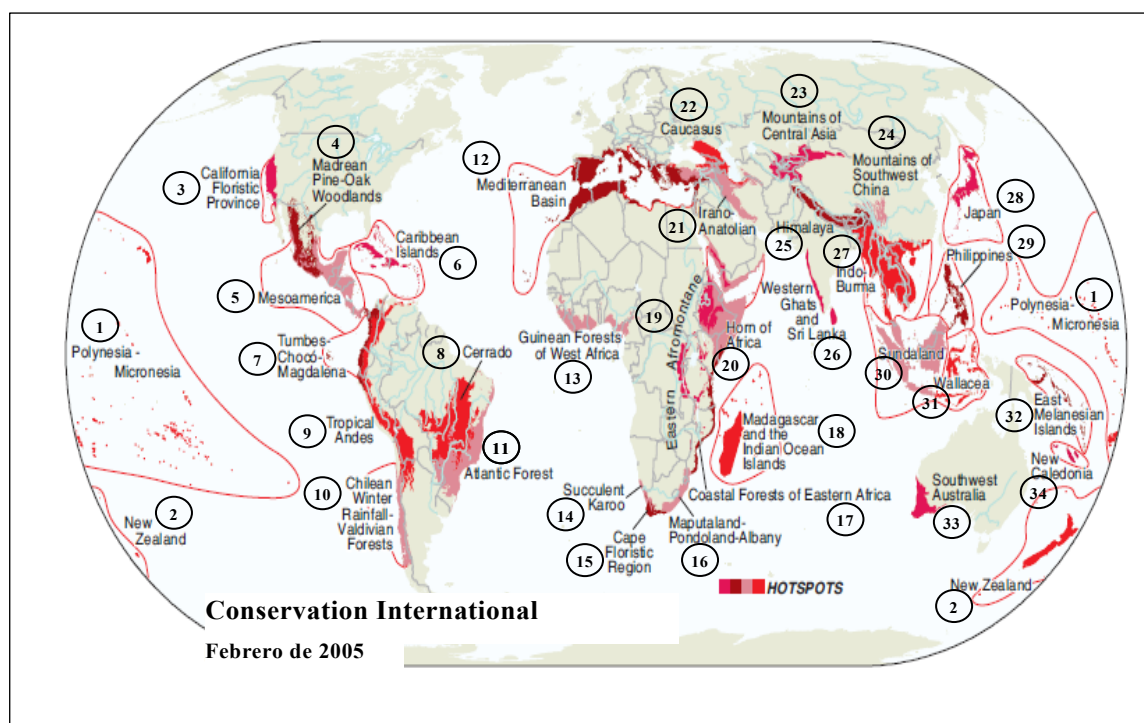 23
Mountains of
Central Asia
22
Caucasus
24
Mountains of
Southwest
China
4
Madrean
Pine-Oak
Woodlands
12
Mediterranean
Basin
3
California
Floristic
Province
28
Japan
Caribbean
Islands
6
21
Irano-
Anatolian
Himalaya
25
27
Indo-
Burma
29
Philippines
5
Mesoamerica
Western
Ghats
and
Sri Lanka
26
1
Polynesia -
Micronesia
1
Polynesia-
Micronesia
7
Tumbes-
Chocó-
Magdalena
8
Cerrado
Guinean Forests
of West Africa
13
19
Eastern Afromontane
Horn of
Africa
20
Sundaland
30
Wallacea
31
32
East
Melanesian
Islands
9
Tropical
Andes
11
Atlantic Forest
Madagascar
and the
Indian Ocean
Islands
18
New
Caledonia
34
10
Chilean
Winter
Rainfall-
Valdivian
Forests
2
New
Zealand
Succulent
Karoo
14
Coastal Forests of Eastern Africa
17
Southwest
Australia
33
15
Cape
Floristic
Region
Maputaland-
Pondoland-Albany
16
HOTSPOTS
New Zealand
2
Conservation International
Febrero de 2005